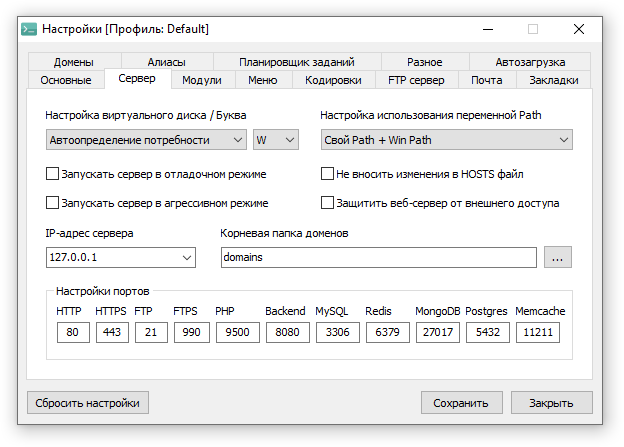 Настройки [Профиль: Default]
Домены Алиасы Планировщик заданий Разное Автозагрузка
Основные Сервер Модули Меню Кодировки FTP сервер Почта Закладки
Настройка виртуального диска / Буква Настройка использования переменной Path
Автоопределение потребности W Свой Path + Win Path
Запускать сервер в отладочном режиме Не вносить изменения в HOSTS файл
Запускать сервер в агрессивном режиме Защитить веб-сервер от внешнего доступа
IP-адрес сервера Корневая папка доменов
127.0.0.1 domains ...
Настройки портов
HTTP HTTPS FTP FTPS PHP Backend MySQL Redis MongoDB Postgres Memcache
80 443 21 990 9500 8080 3306 6379 27017 5432 11211
Сбросить настройки Сохранить Закрыть